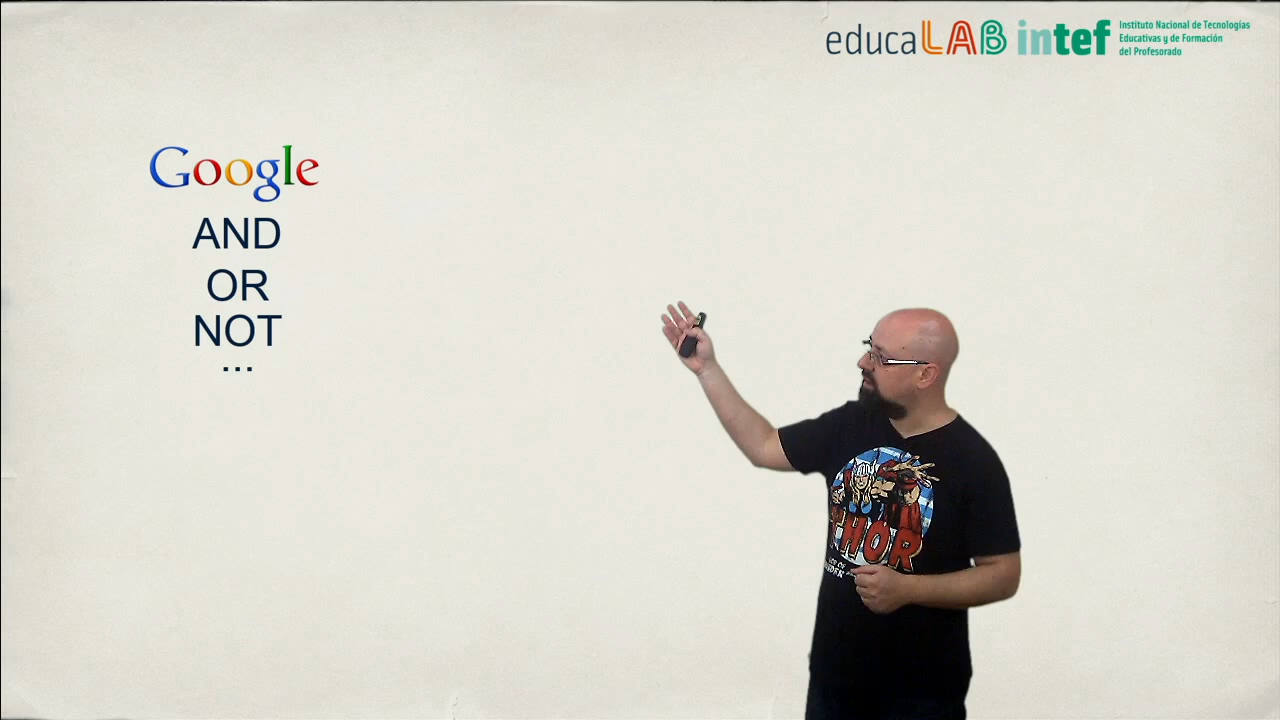 educaLAB intef Instituto Nacional de Tecnologías
Educativas y de Formación
del Profesorado
Google
AND
OR
NOT
...
THOR